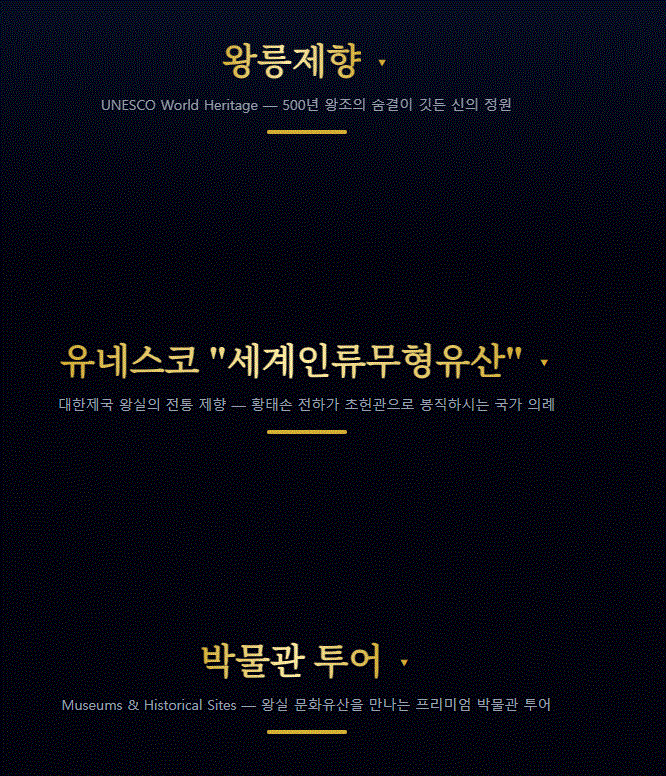 왕릉제향 ▼
UNESCO World Heritage — 500년 왕조의 숨결이 깃든 신의 정원
유네스코 "세계인류무형유산" ▼
대한제국 왕실의 전통 제향 — 황태손 전하가 초헌관으로 봉직하시는 국가 의례
박물관 투어 ▼
Museums & Historical Sites — 왕실 문화유산을 만나는 프리미엄 박물관 투어